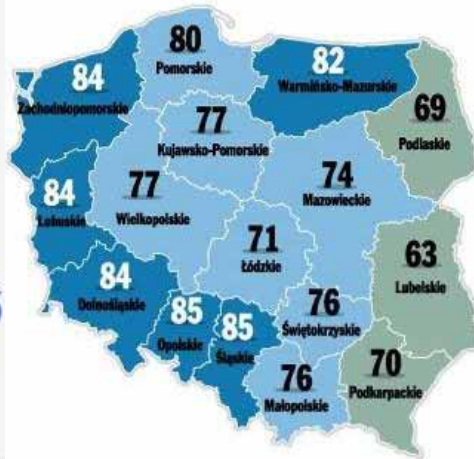 80
Pomorskie
84
Zachodniopomorskie
82
Warmińsko-Mazurskie
69
Podlaskie
77
Kujawsko-Pomorskie
77
Wielkopolskie
74
Mazowieckie
84
Lubuskie
71
Łódzkie
63
Lubelskie
84
Dolnośląskie
85
Opolskie
85
Śląskie
76
Świętokrzyskie
76
Małopolskie
70
Podkarpackie